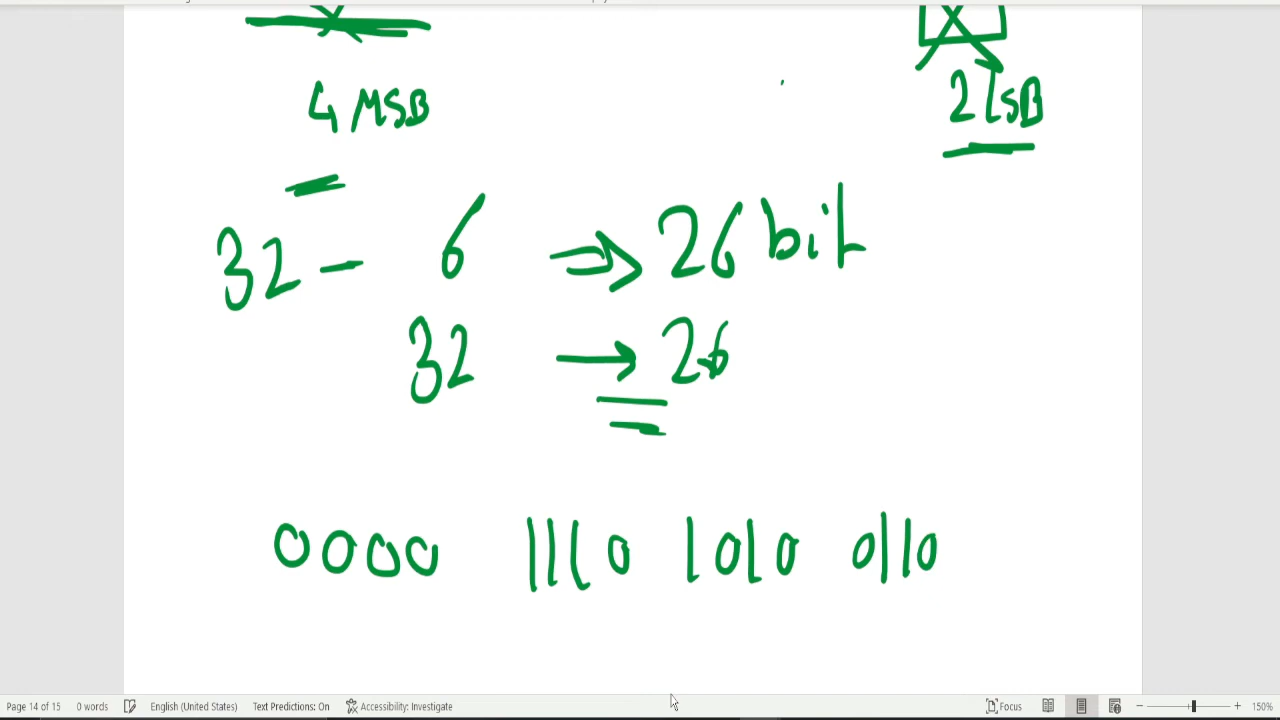 4 MSB
2 LSB
32 - 6 ⇒ 26 bit
32 → 26
0000 1110 1010 0110
Page 14 of 15 0 words English (United States) Text Predictions: On Accessibility: Investigate Focus 150%